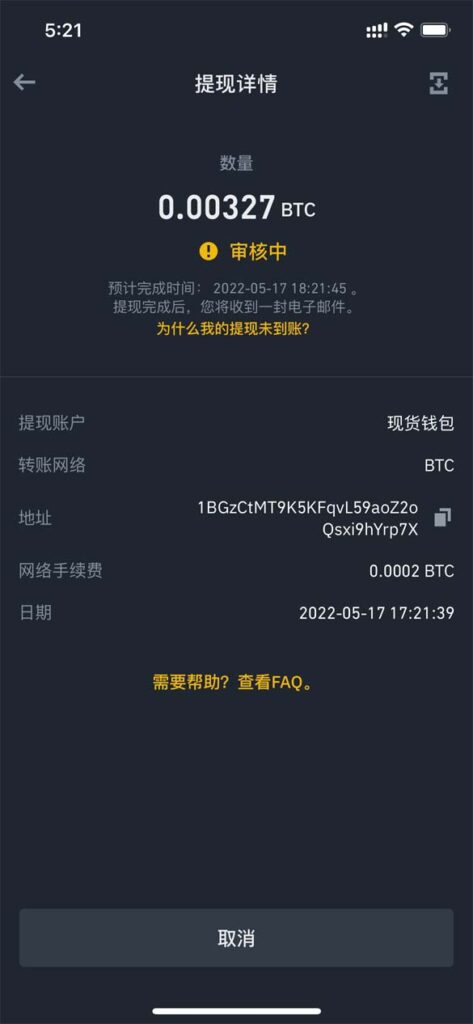 5:21
提现详情
数量
0.00327 BTC
审核中
预计完成时间： 2022-05-17 18:21:45 。
提现完成后，您将收到一封电子邮件。
为什么我的提现未到账?
提现账户 现货钱包
转账网络 BTC
地址 1BGzCtMT9K5KFqvL59aoZ2o
Qsxi9hYrp7X
网络手续费 0.0002 BTC
日期 2022-05-17 17:21:39
需要帮助？查看FAQ。
取消